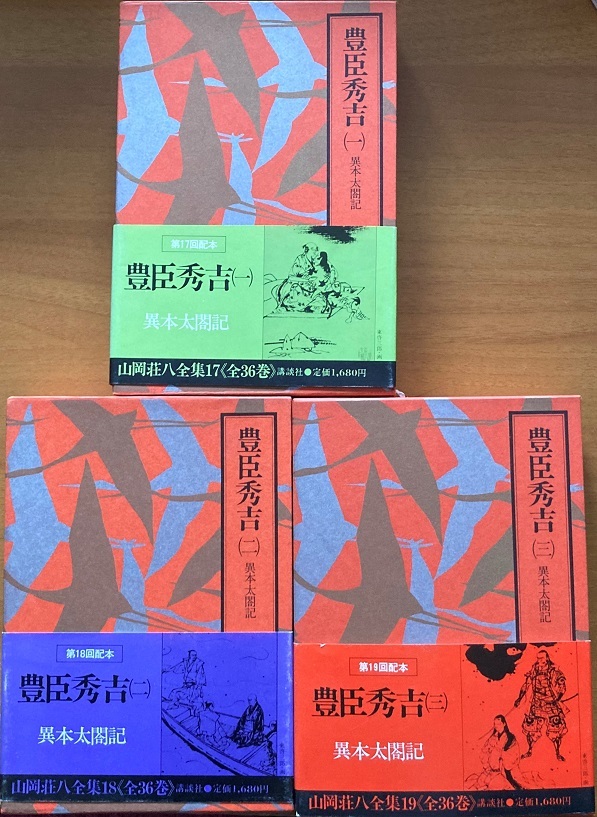 豊臣秀吉(一)
異本太閤記
第17回配本
豊臣秀吉(一)
異本太閤記
山岡荘八全集17《全36巻》講談社●定価1,680円
豊臣秀吉(二)
異本太閤記
第18回配本
豊臣秀吉(二)
異本太閤記
山岡荘八全集18《全36巻》講談社●定価1,680円
豊臣秀吉(三)
異本太閤記
第19回配本
豊臣秀吉(三)
異本太閤記
山岡荘八全集19《全36巻》講談社●定価1,680円